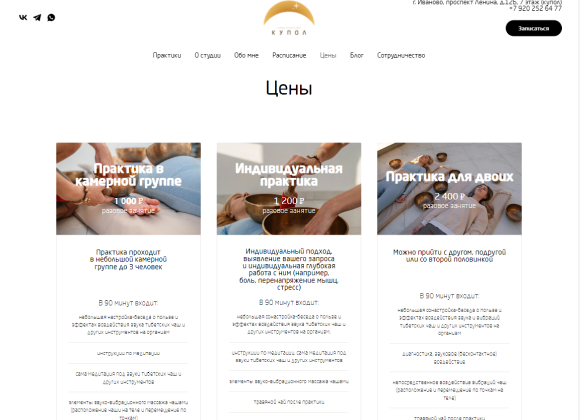 г. Иваново, проспект Ленина, д.12Б, 7 этаж (купол)
+7 920 252 64 77
Записаться
КУПОЛ
Практики О студии Обо мне Расписание Цены Блог Сотрудничество
Цены
Практика в
камерной группе
1 000 ₽
разовое занятие
Практика проходит
в небольшой камерной
группе до 3 человек
В 90 минут входит:
небольшая настройка-беседа о пользе и
эффектах воздействия звука тибетских чаш и
других инструментов на организм
инструкции по медитации
сама медитация под звуки тибетских чаш и
других инструментов
элементы звуко-вибрационного массажа чашами
(расположение чаши на теле и перемещение по
точкам)
Индивидуальная
практика
1 200 ₽
разовое занятие
Индивидуальный подход,
выявление вашего запроса
и индивидуальная глубокая
работа с ним (например,
боль, перенапряжение мышц,
стресс)
В 90 минут входит:
небольшая сонастройка-беседа о пользе и
эффектах воздействия звука тибетских чаш и
других инструментов на организм.
инструкции по медитации, сама медитация под
звуки тибетских чаш и других инструментов
элементы звуко-вибрационного массажа чашами
травяной чай после практики
Практика для двоих
2 400 ₽
разовое занятие
Можно прийти с другом, подругой
или со второй половинкой
В 90 минут входит:
небольшая сонастройка-беседа о пользе и
эффектах воздействия звука и вибраций
тибетских чаш и других инструментов на
организм
диагностика, звуковое (бесконтактное)
воздействие
непосредственное воздействие вибраций чаш
(расположение и перемещение по точкам на
теле)
травяной чай после практики